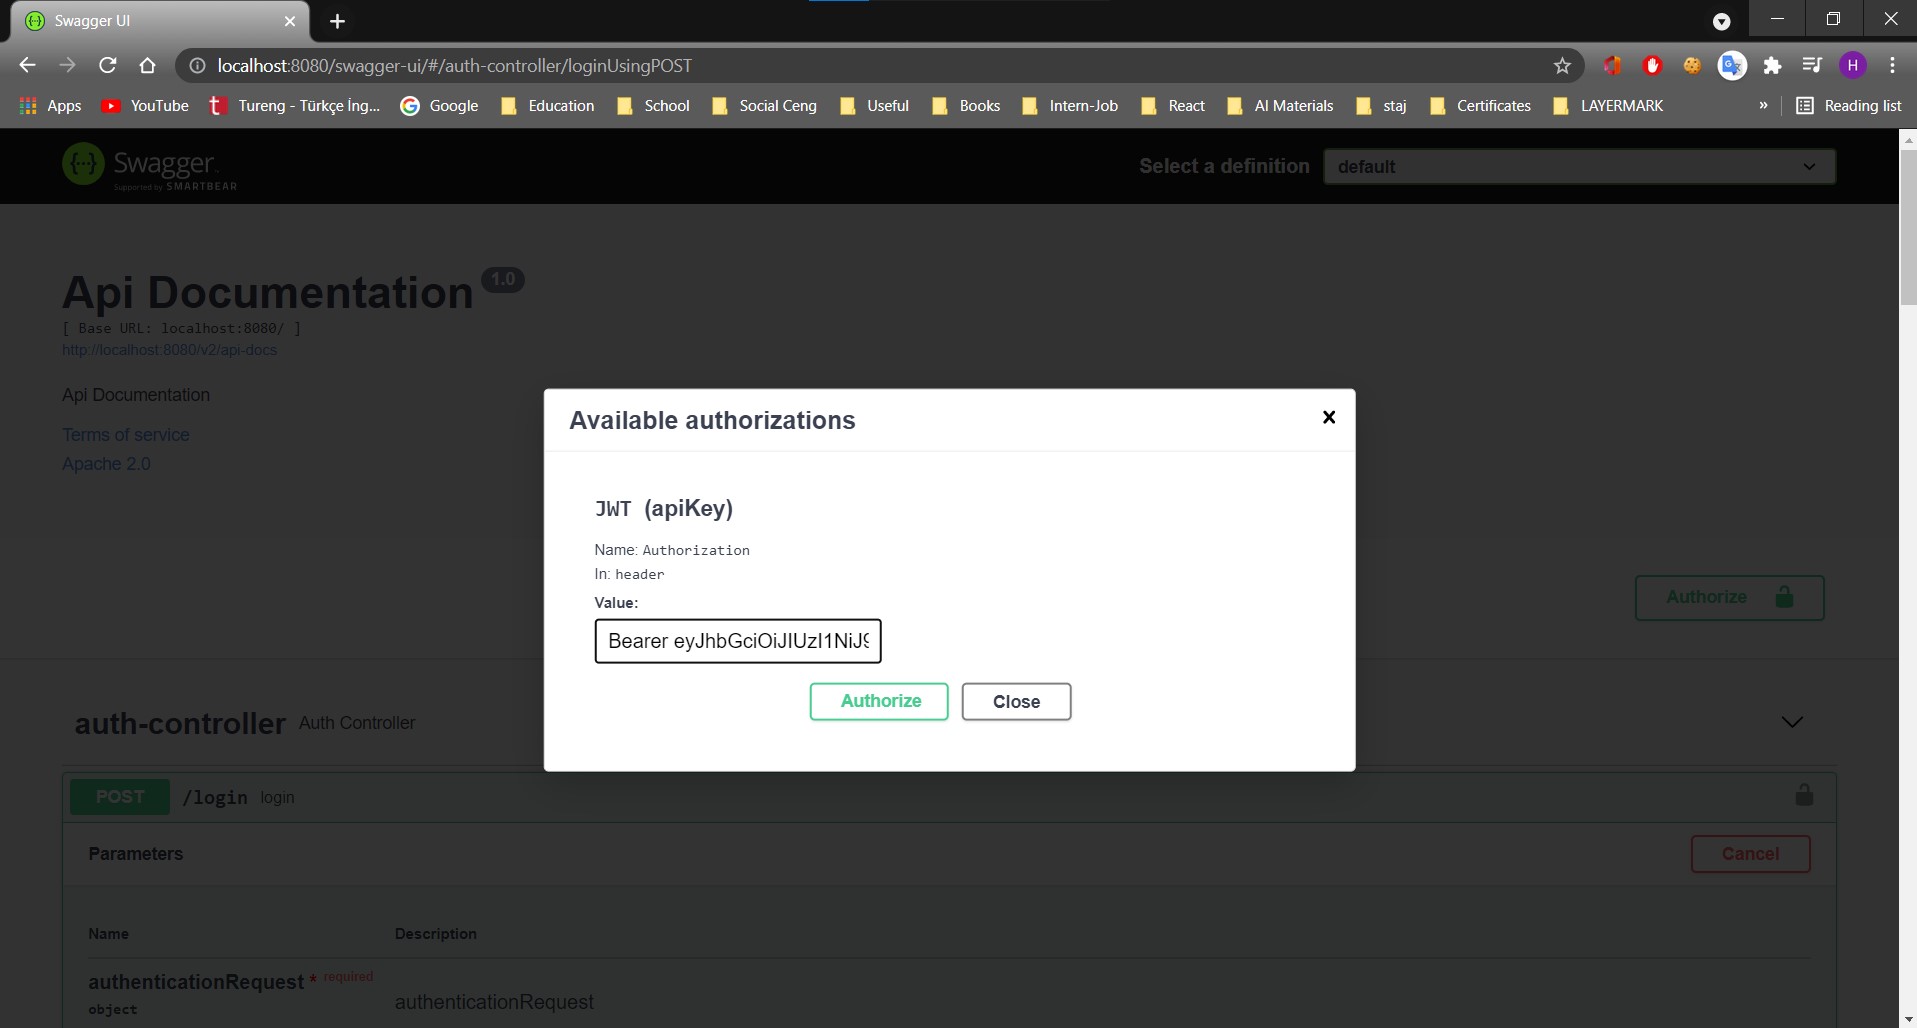 Swagger UI
localhost:8080/swagger-ui/#/auth-controller/loginUsingPOST
H
Apps YouTube Tureng - Türkçe İng... Google Education School Social Ceng Useful Books Intern-Job React AI Materials staj Certificates LAYERMARK » Reading list
Swagger
Supported by SMARTBEAR
Select a definition default
Api Documentation 1.0
[ Base URL: localhost:8080/ ]
http://localhost:8080/v2/api-docs
Api Documentation
Terms of service
Apache 2.0
Available authorizations
JWT (apiKey)
Name: Authorization
In: header
Value:
Bearer eyJhbGciOiJIUzI1NiJ9
Authorize Close
Authorize
auth-controller Auth Controller
POST /login login
Parameters Cancel
Name Description
authenticationRequest * required
object
authenticationRequest